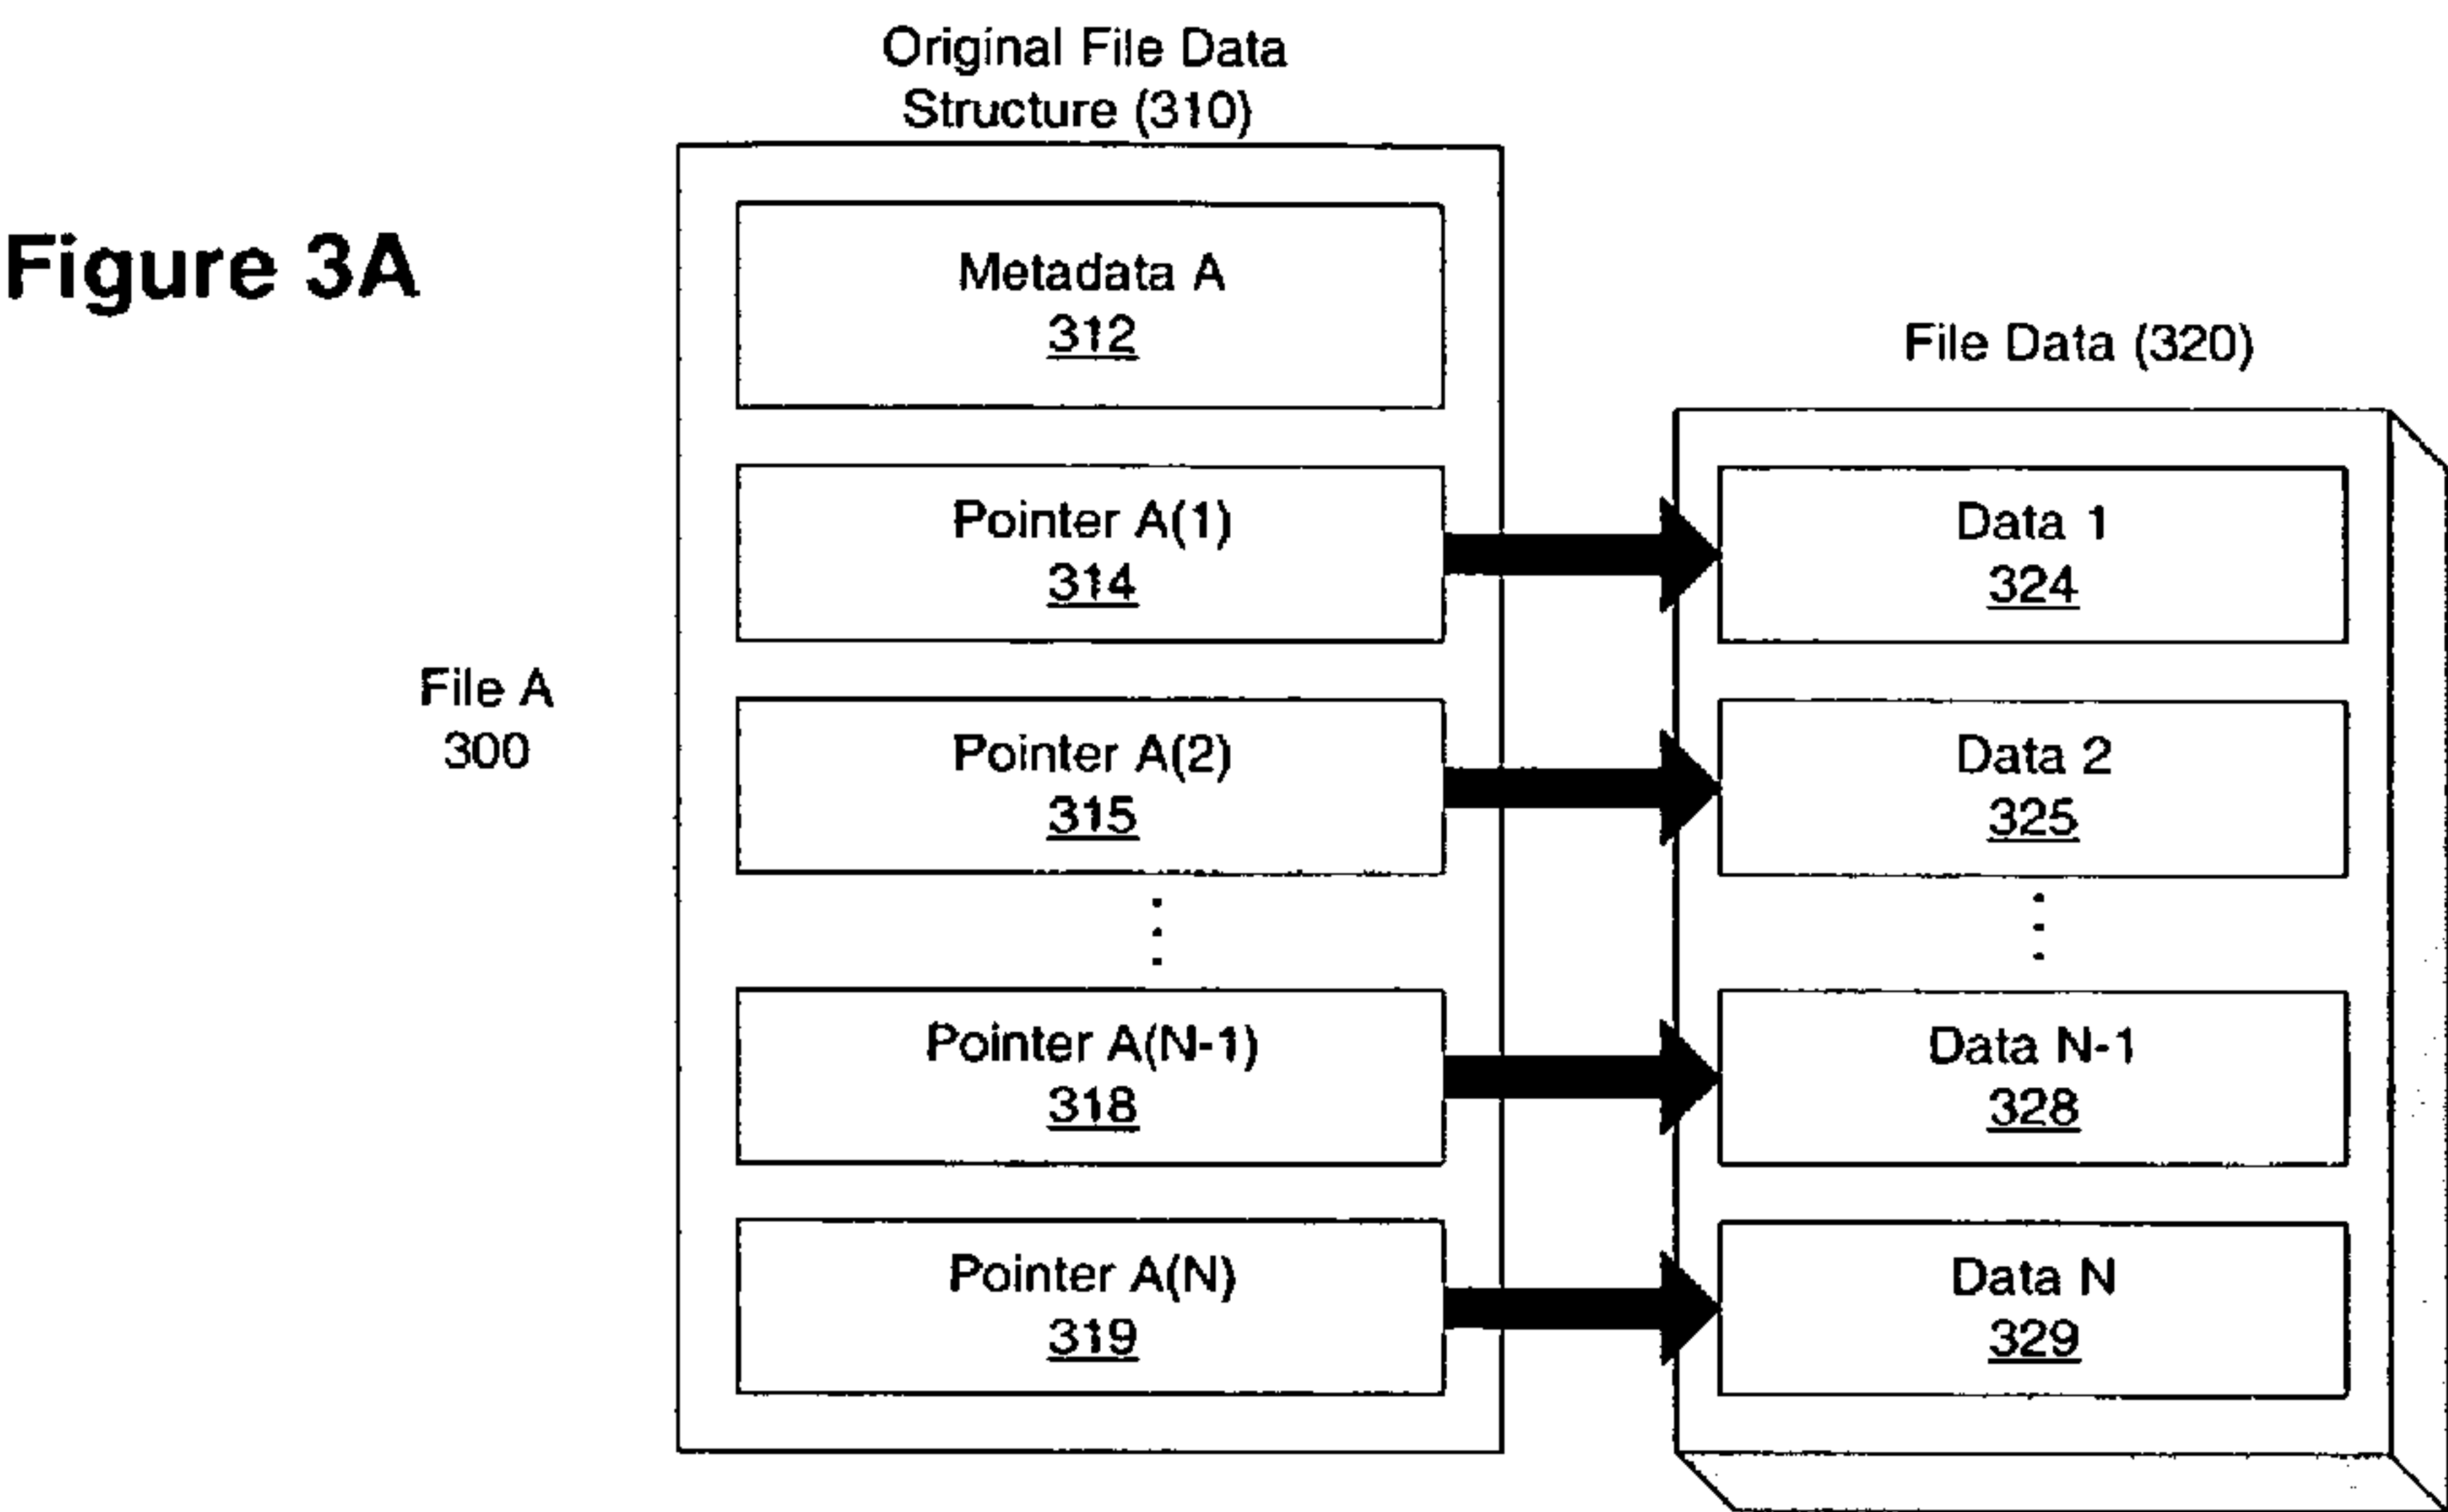 Original File Data
Structure (310)
Figure 3A
Metadata A
312
File Data (320)
Pointer A(1)
314
Data 1
324
File A
300
Pointer A(2)
315
Data 2
325
Pointer A(N-1)
318
Data N-1
328
Pointer A(N)
319
Data N
329